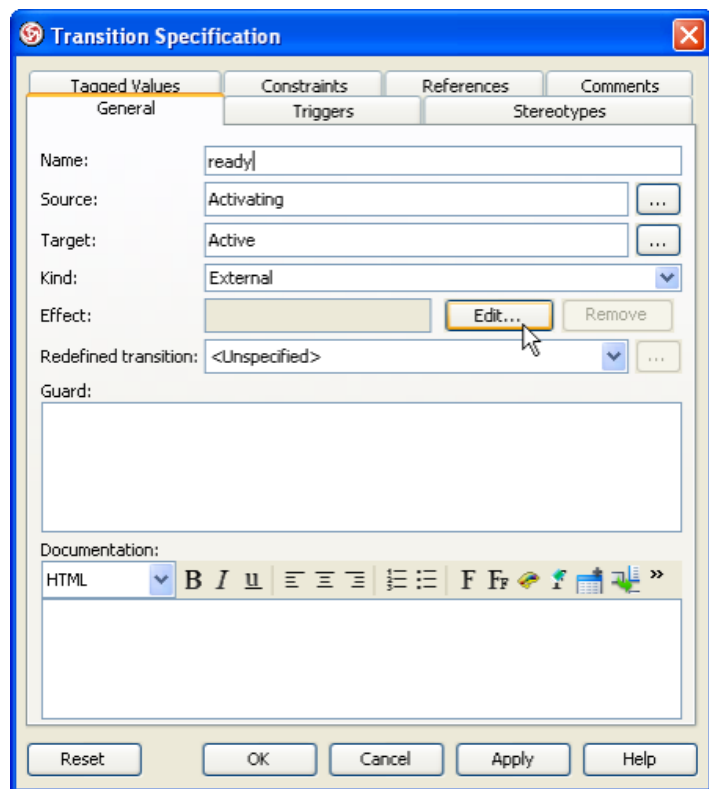 Transition Specification
Tagged Values Constraints References Comments
General Triggers Stereotypes
Name: ready
Source: Activating ...
Target: Active ...
Kind: External
Effect: Edit... Remove
Redefined transition: <Unspecified> ...
Guard:
Documentation:
HTML B I u F FF »
Reset OK Cancel Apply Help